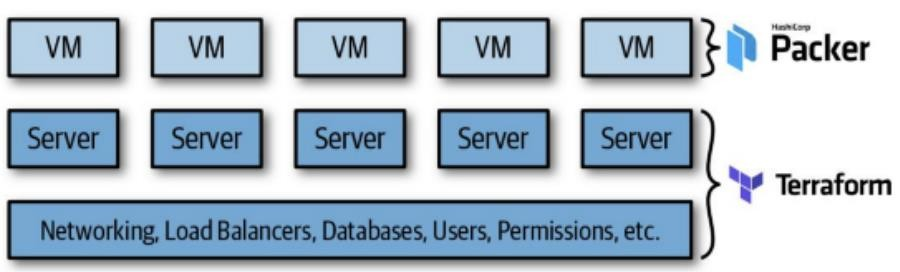 VM VM VM VM VM
HashiCorp
Packer
Server Server Server Server Server
Terraform
Networking, Load Balancers, Databases, Users, Permissions, etc.